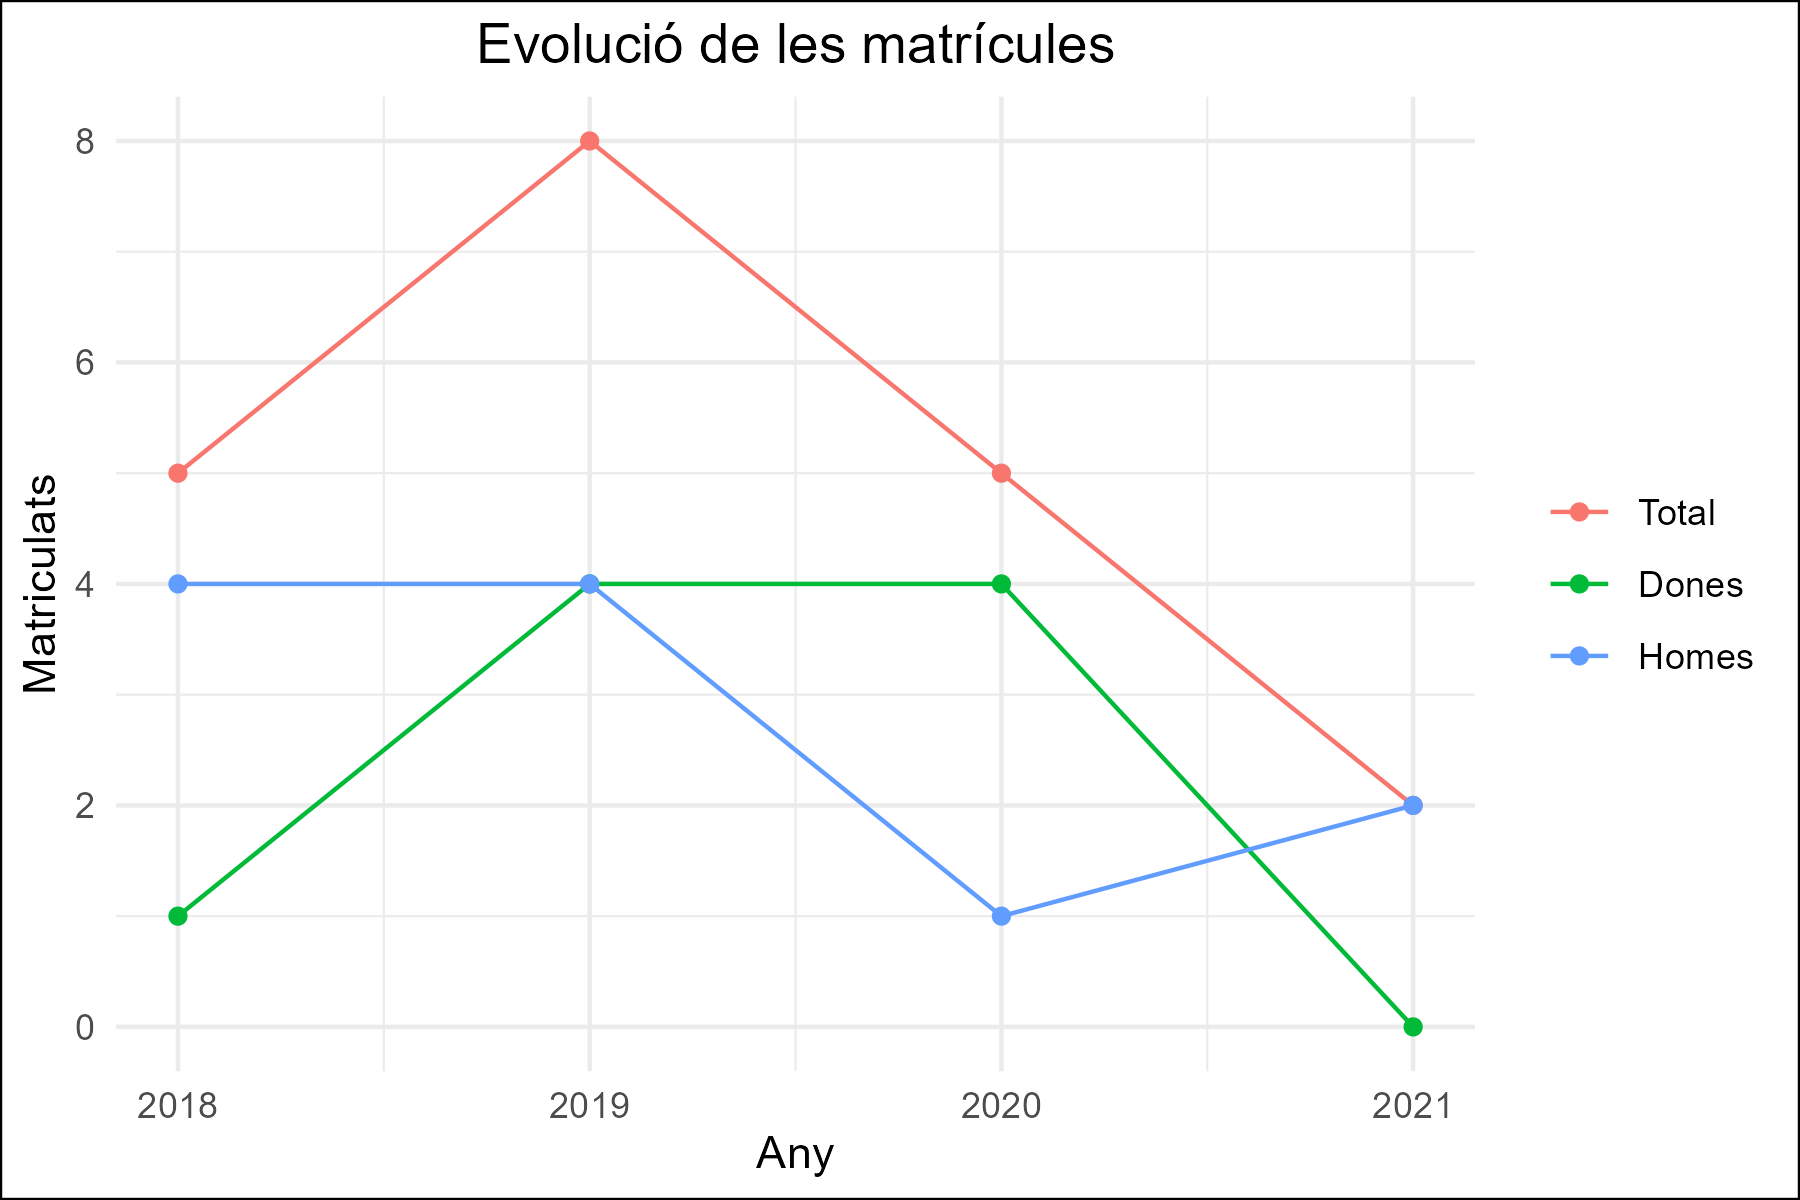 Evolució de les matrícules
8
6
4
2
0
Matriculats
2018 2019 2020 2021
Any
Total
Dones
Homes